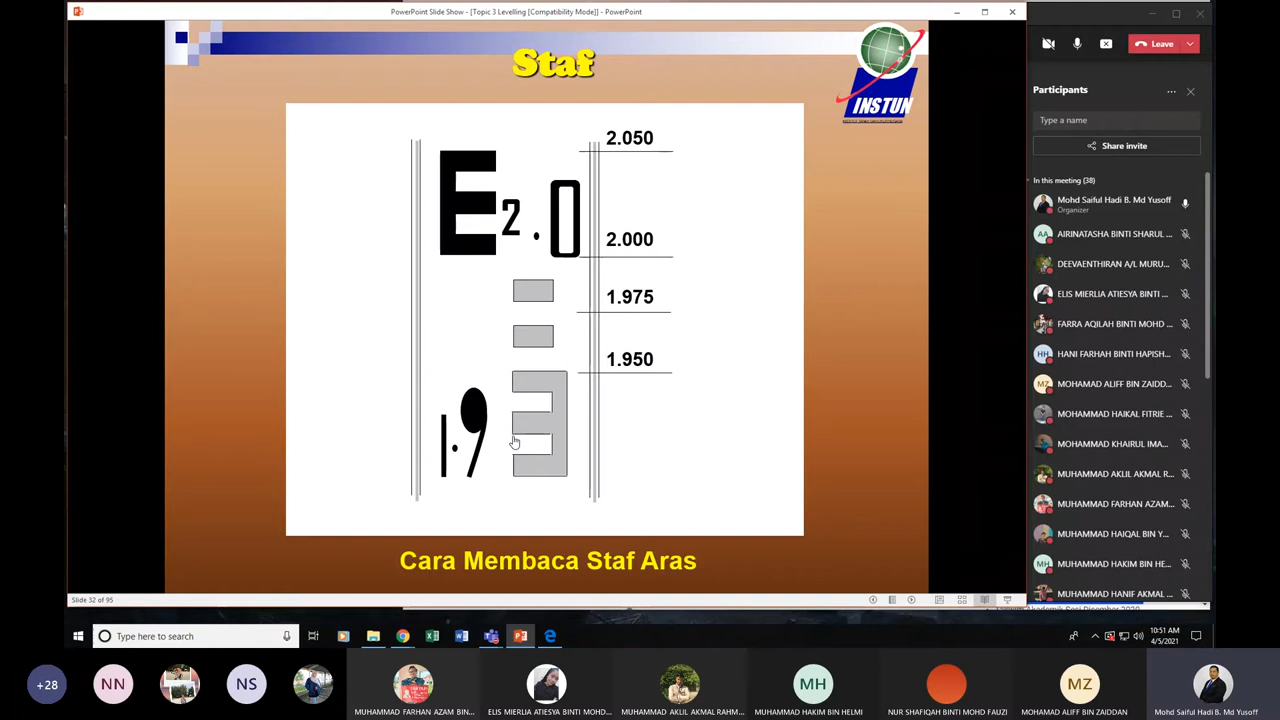 PowerPoint Slide Show - [Topic 3 Levelling [Compatibility Mode]] - PowerPoint
Staf
INSTUN
2.050
E 2.0
2.000
1.975
1.950
1.9
Cara Membaca Staf Aras
Slide 32 of 95
Leave
Participants
Type a name
Share invite
In this meeting (38)
Mohd Saiful Hadi B. Md Yusoff
Organizer
AA AIRINATASHA BINTI SHARUL ...
DEEVAENTHIRAN A/L MURU...
ELIS MIERLIA ATIESYA BINTI ...
FARRA AQILAH BINTI MOHD ...
HH HANI FARHAH BINTI HAPISH...
MZ MOHAMAD ALIFF BIN ZAIDD...
MOHAMMAD HAIKAL FITRIE ...
MOHAMMAD KHAIRUL IMA...
MUHAMMAD AKLIL AKMAL R...
MUHAMMAD FARHAN AZAM...
MUHAMMAD HAIQAL BIN Y...
MH MUHAMMAD HAKIM BIN HE...
MUHAMMAD HANIF AKMAL ...
Type here to search
10:51 AM
4/5/2021
+28
NN
NS
MUHAMMAD FARHAN AZAM BIN...
ELIS MIERLIA ATIESYA BINTI MOHD...
MUHAMMAD AKLIL AKMAL RAHM...
MH
MUHAMMAD HAKIM BIN HELMI
NUR SHAFIQAH BINTI MOHD FAUZI
MZ
MOHAMAD ALIFF BIN ZAIDDAN
Mohd Saiful Hadi B. Md Yusoff